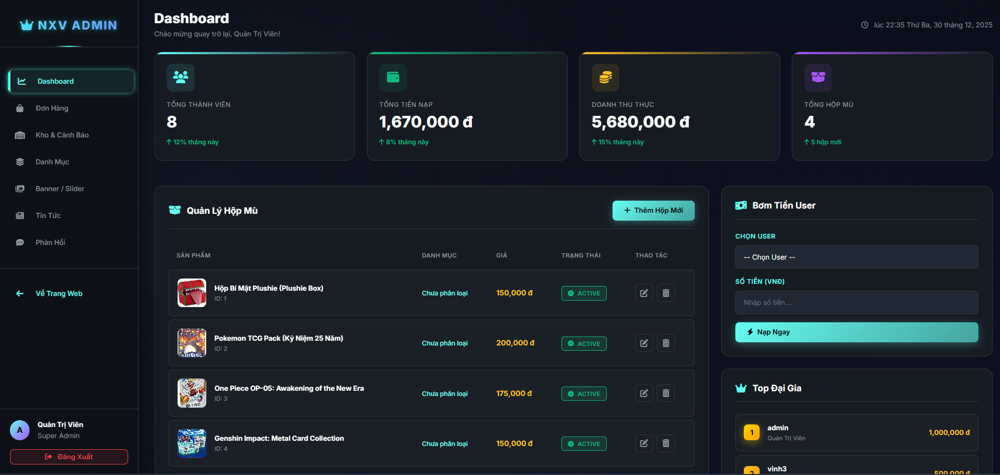 NXV ADMIN
Dashboard
Đơn Hàng
Kho & Cảnh Báo
Danh Mục
Banner / Slider
Tin Tức
Phản Hồi
Về Trang Web
A
Quản Trị Viên
Super Admin
Đăng Xuất
Dashboard
Chào mừng quay trở lại, Quản Trị Viên!
lúc 22:35 Thứ Ba, 30 tháng 12, 2025
TỔNG THÀNH VIÊN
8
12% tháng này
TỔNG TIỀN NẠP
1,670,000 đ
8% tháng này
DOANH THU THỰC
5,680,000 đ
15% tháng này
TỔNG HỘP MÙ
4
5 hộp mới
Quản Lý Hộp Mù
Thêm Hộp Mới
SẢN PHẨM DANH MỤC GIÁ TRẠNG THÁI THAO TÁC
Hộp Bí Mật Plushie (Plushie Box)
ID: 1
Chưa phân loại 150,000 đ ACTIVE
Pokemon TCG Pack (Kỷ Niệm 25 Năm)
ID: 2
Chưa phân loại 200,000 đ ACTIVE
SHINING
One Piece OP-05: Awakening of the New Era
ID: 3
Chưa phân loại 175,000 đ ACTIVE
Genshin Impact: Metal Card Collection
ID: 4
Chưa phân loại 150,000 đ ACTIVE
Bơm Tiền User
CHỌN USER
-- Chọn User --
SỐ TIỀN (VNĐ)
Nhập số tiền...
Nạp Ngay
Top Đại Gia
1
admin
Quản Trị Viên
1,000,000 đ
2
vinh3
500,000 đ